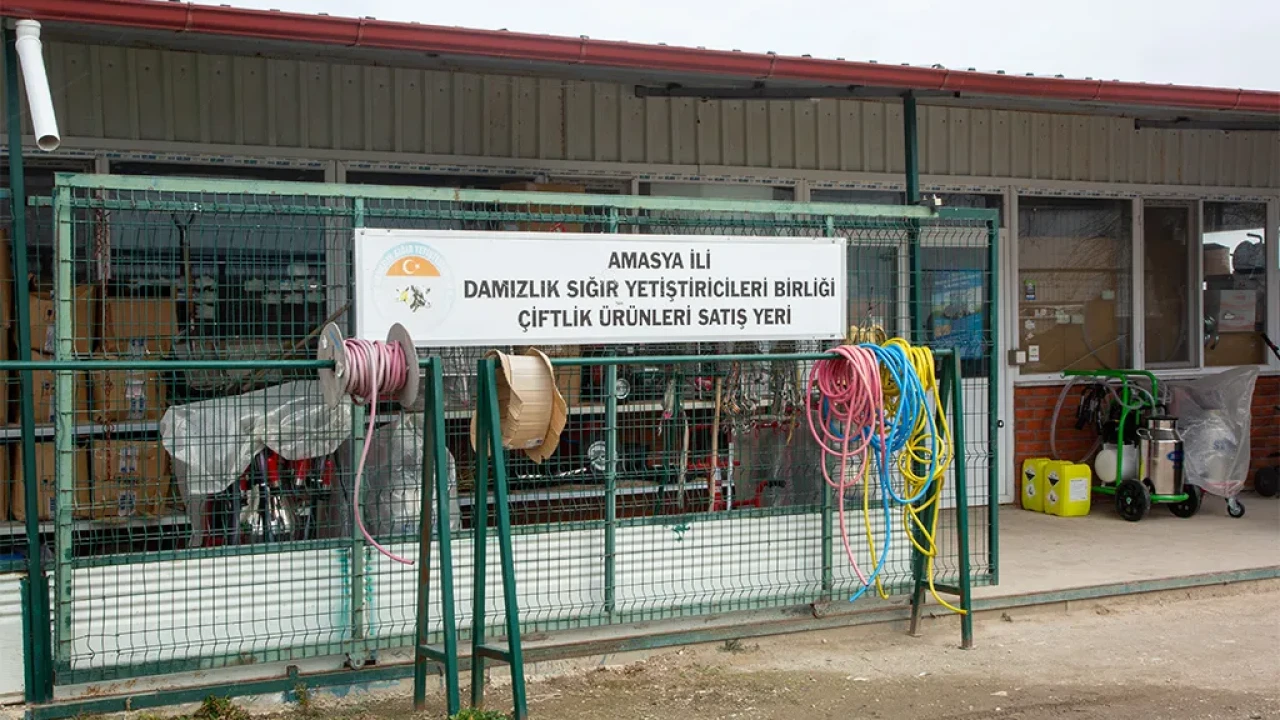 AMASYA İLİ
DAMIZLIK SIĞIR YETİŞTİRİCİLERİ BİRLİĞİ
ÇİFTLİK ÜRÜNLERİ SATIŞ YERİ